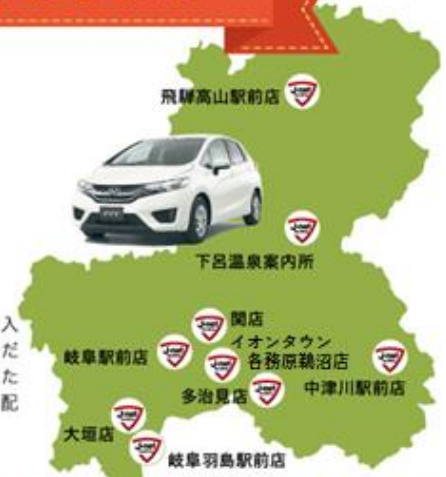 飛騨高山駅前店
下呂温泉案内所
関店
イオンタウン
各務原鵜沼店
岐阜駅前店
多治見店
中津川駅前店
大垣店
岐阜羽島駅前店
入
だ
た
配